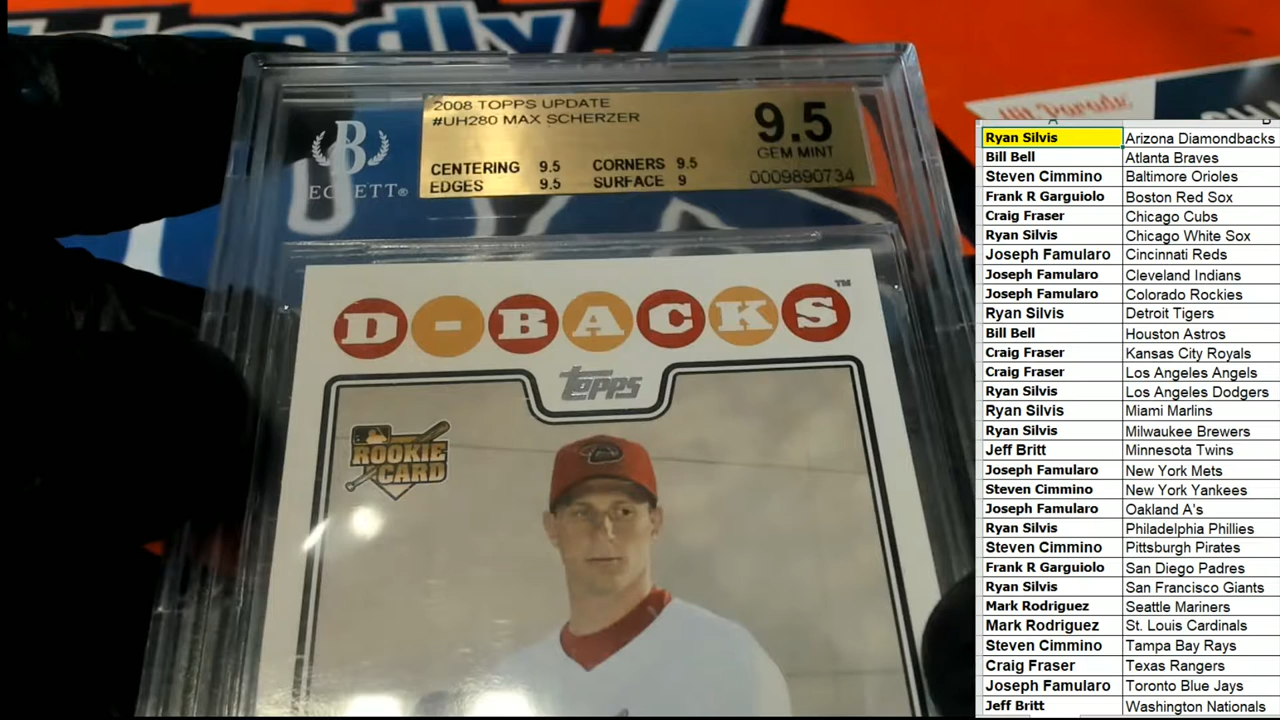 iendly
2008 TOPPS UPDATE
#UH280 MAX SCHERZER
CENTERING 9.5 CORNERS 9.5
EDGES 9.5 SURFACE 9
9.5
GEM MINT
0009890734
B
BECKETT®
D-BACKS™
topps
ROOKIE
CARD
Hit Parade
A B
Ryan Silvis Arizona Diamondbacks
Bill Bell Atlanta Braves
Steven Cimmino Baltimore Orioles
Frank R Garguiolo Boston Red Sox
Craig Fraser Chicago Cubs
Ryan Silvis Chicago White Sox
Joseph Famularo Cincinnati Reds
Joseph Famularo Cleveland Indians
Joseph Famularo Colorado Rockies
Ryan Silvis Detroit Tigers
Bill Bell Houston Astros
Craig Fraser Kansas City Royals
Craig Fraser Los Angeles Angels
Ryan Silvis Los Angeles Dodgers
Ryan Silvis Miami Marlins
Ryan Silvis Milwaukee Brewers
Jeff Britt Minnesota Twins
Joseph Famularo New York Mets
Steven Cimmino New York Yankees
Joseph Famularo Oakland A's
Ryan Silvis Philadelphia Phillies
Steven Cimmino Pittsburgh Pirates
Frank R Garguiolo San Diego Padres
Ryan Silvis San Francisco Giants
Mark Rodriguez Seattle Mariners
Mark Rodriguez St. Louis Cardinals
Steven Cimmino Tampa Bay Rays
Craig Fraser Texas Rangers
Joseph Famularo Toronto Blue Jays
Jeff Britt Washington Nationals